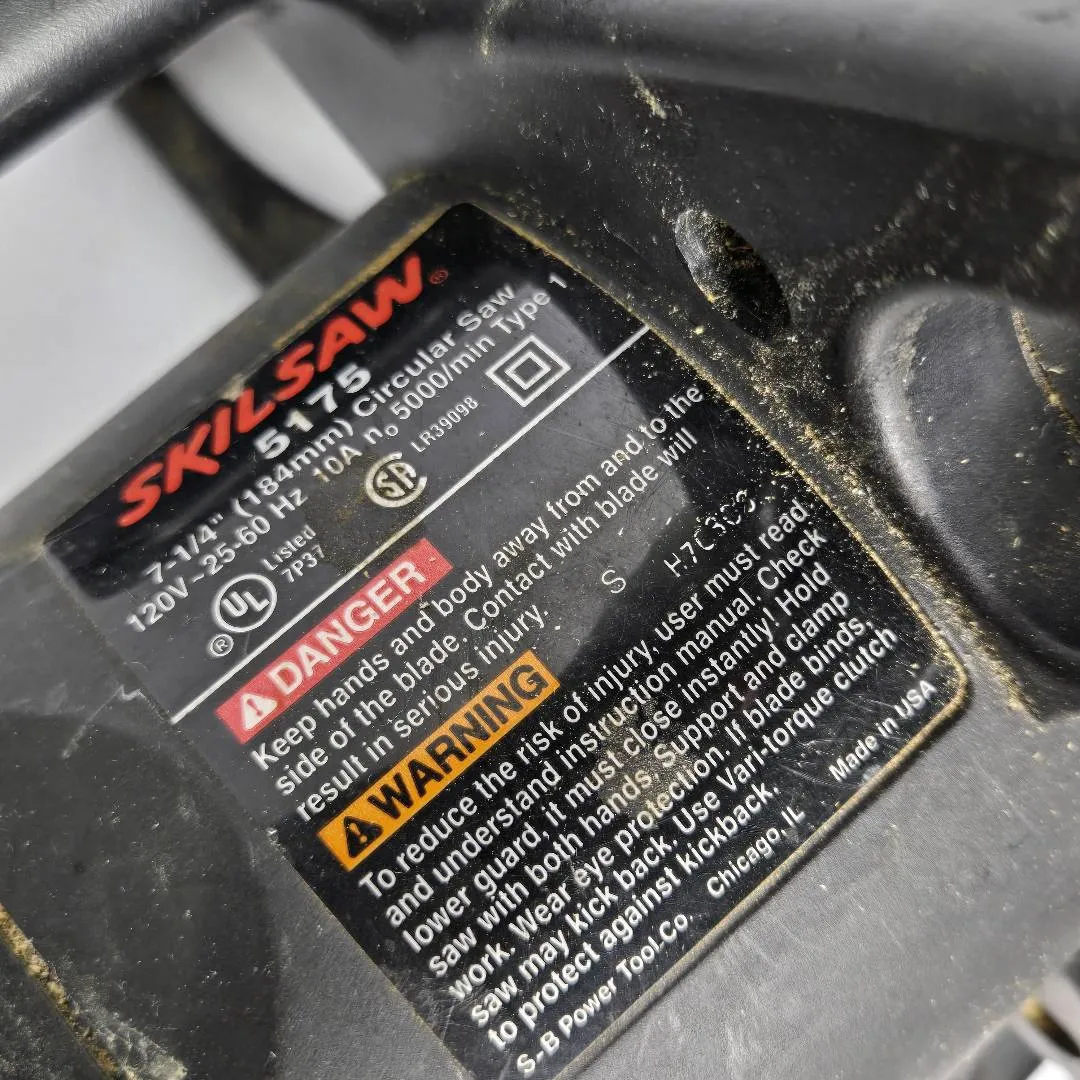 SKILSAW®
5175
7-1/4" (184mm) Circular Saw
120V~25-60 Hz 10A n₀ 5000/min Type 1
® UL Listed 7P37 SA LR39098
DANGER
Keep hands and body away from and to the
side of the blade. Contact with blade will
result in serious injury. S
WARNING
To reduce the risk of injury, user must read
and understand instruction manual. Check
lower guard, it must close instantly! Hold
saw with both hands. Support and clamp
work. Wear eye protection. If blade binds,
saw may kick back. Use Vari-torque clutch
to protect against kickback.
S-B Power Tool Co. Chicago, IL Made in USA